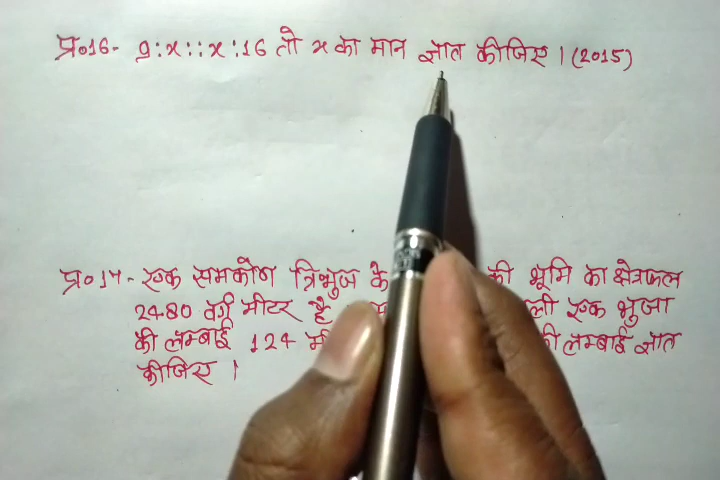 प्र०16- 9:x::x:16 तो x का मान ज्ञात कीजिए । (2015)
प्र०17- एक समकोण त्रिभुज के की भूमि का क्षेत्रफल
2480 वर्ग मीटर है एक भुजा
की लम्बाई 124 लम्बाई ज्ञात
कीजिए ।